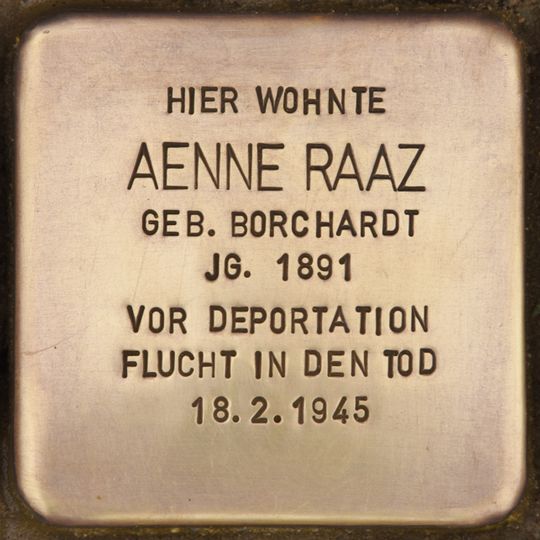 HIER WOHNTE
AENNE RAAZ
GEB. BORCHARDT
JG. 1891
VOR DEPORTATION
FLUCHT IN DEN TOD
18.2.1945